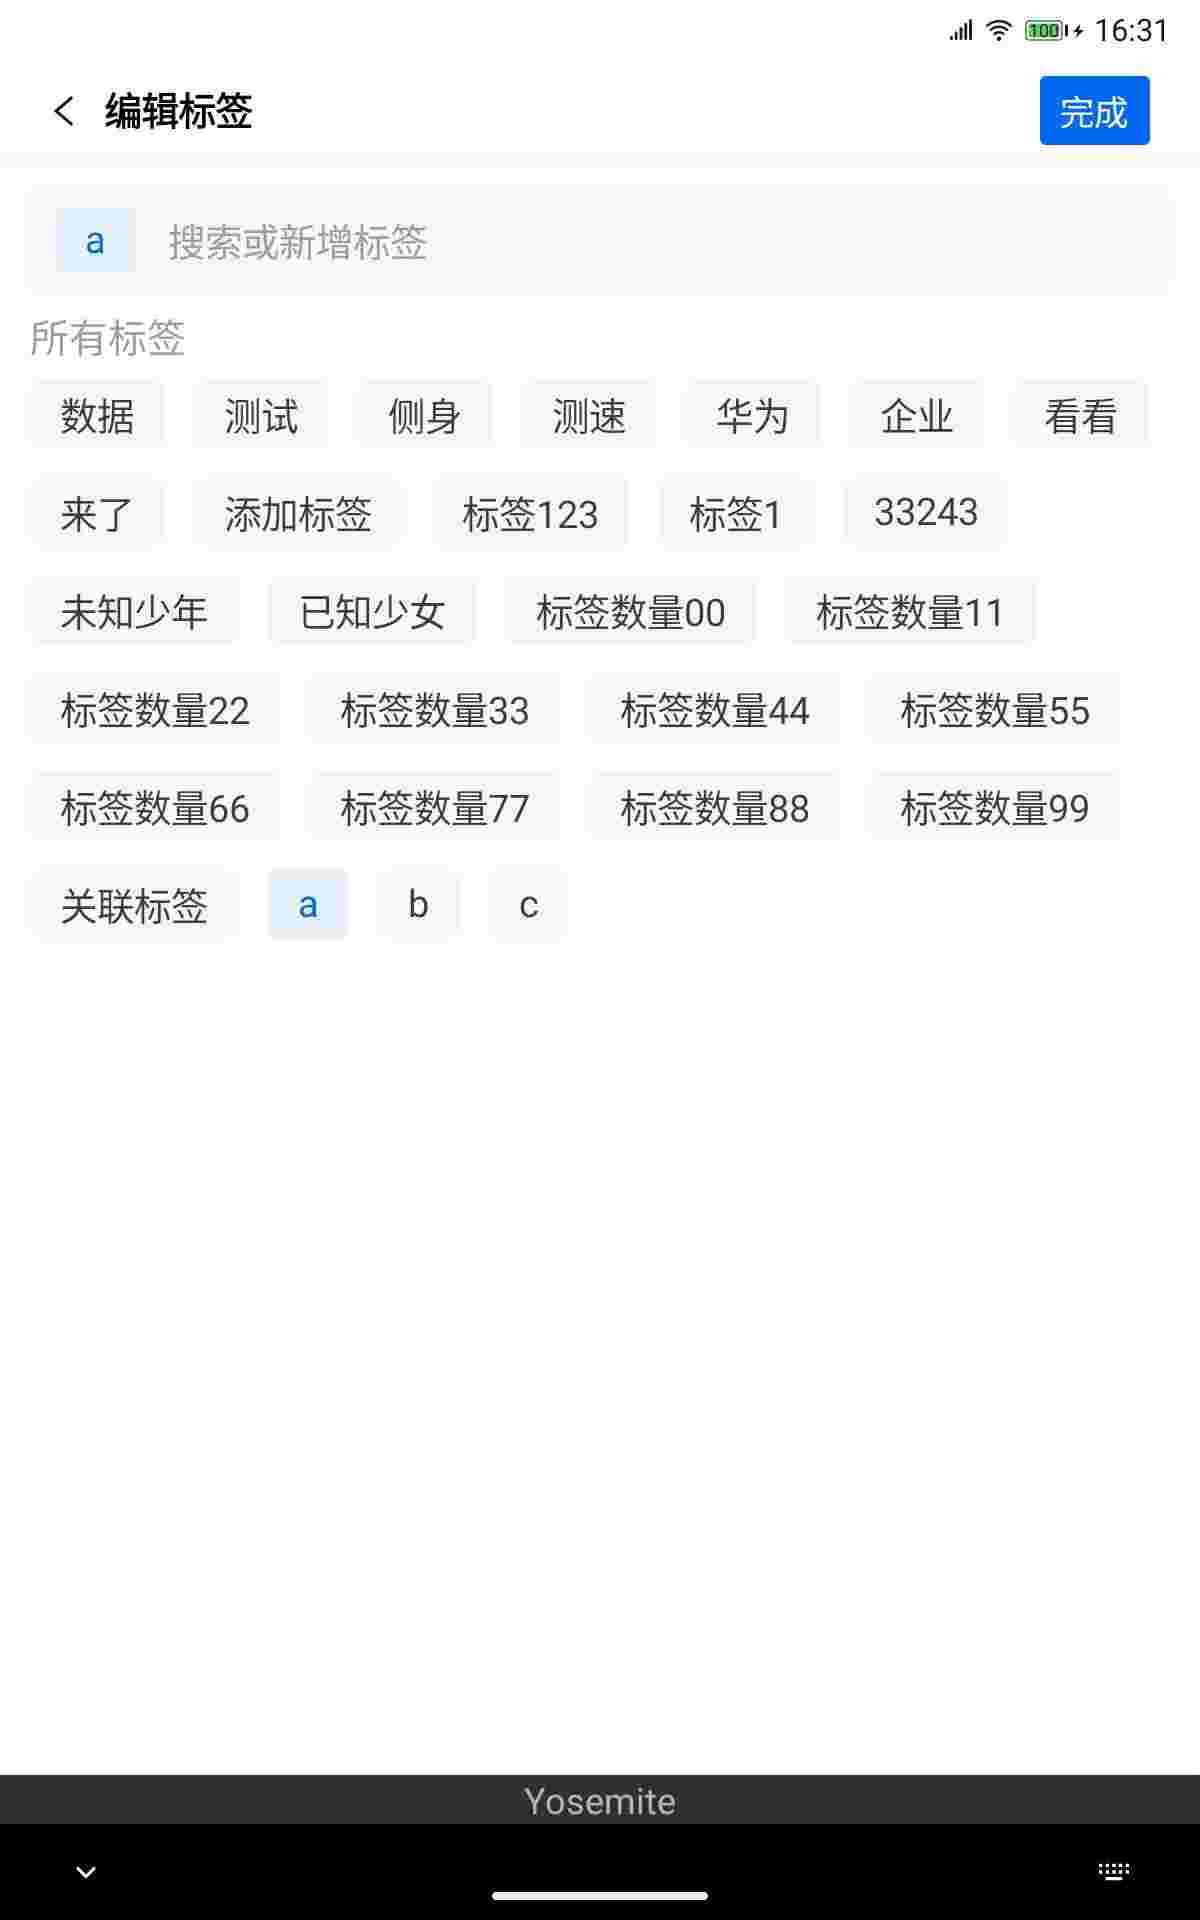 100 16:31
编辑标签 完成
a 搜索或新增标签
所有标签
数据 测试 侧身 测速 华为 企业 看看
来了 添加标签 标签123 标签1 33243
未知少年 已知少女 标签数量00 标签数量11
标签数量22 标签数量33 标签数量44 标签数量55
标签数量66 标签数量77 标签数量88 标签数量99
关联标签 a b c
Yosemite